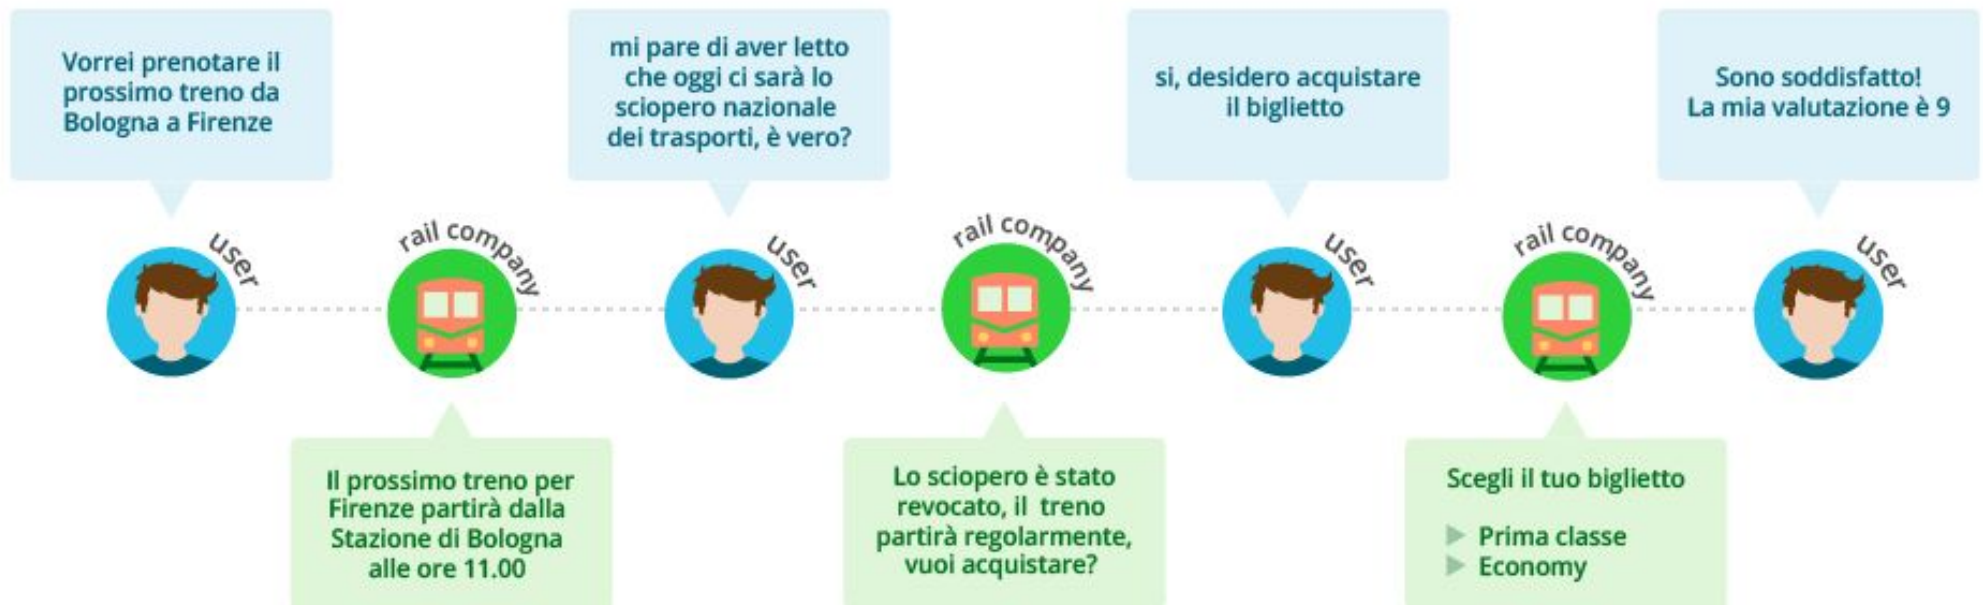 Vorrei prenotare il
prossimo treno da
Bologna a Firenze
user
rail company
Il prossimo treno per
Firenze partirà dalla
Stazione di Bologna
alle ore 11.00
mi pare di aver letto
che oggi ci sarà lo
sciopero nazionale
dei trasporti, è vero?
user
rail company
Lo sciopero è stato
revocato, il treno
partirà regolarmente,
vuoi acquistare?
si, desidero acquistare
il biglietto
user
rail company
Scegli il tuo biglietto
Prima classe
Economy
Sono soddisfatto!
La mia valutazione è 9
user